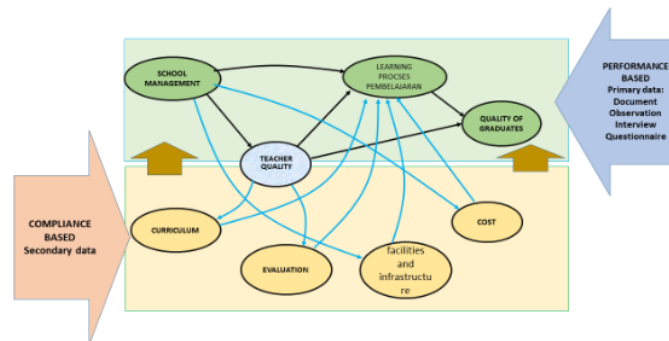 SCHOOL
MANAGEMENT
LEARNING
PROCSES
PEMBELAJARAN
QUALITY OF
GRADUATES
TEACHER
QUALITY
PERFORMANCE
BASED
Primary data:
Document
Observation
Interview
Questionnaire
COMPLIANCE
BASED
Secondary data
CURRICULUM
COST
EVALUATION
facilities
and
infrastructu
re